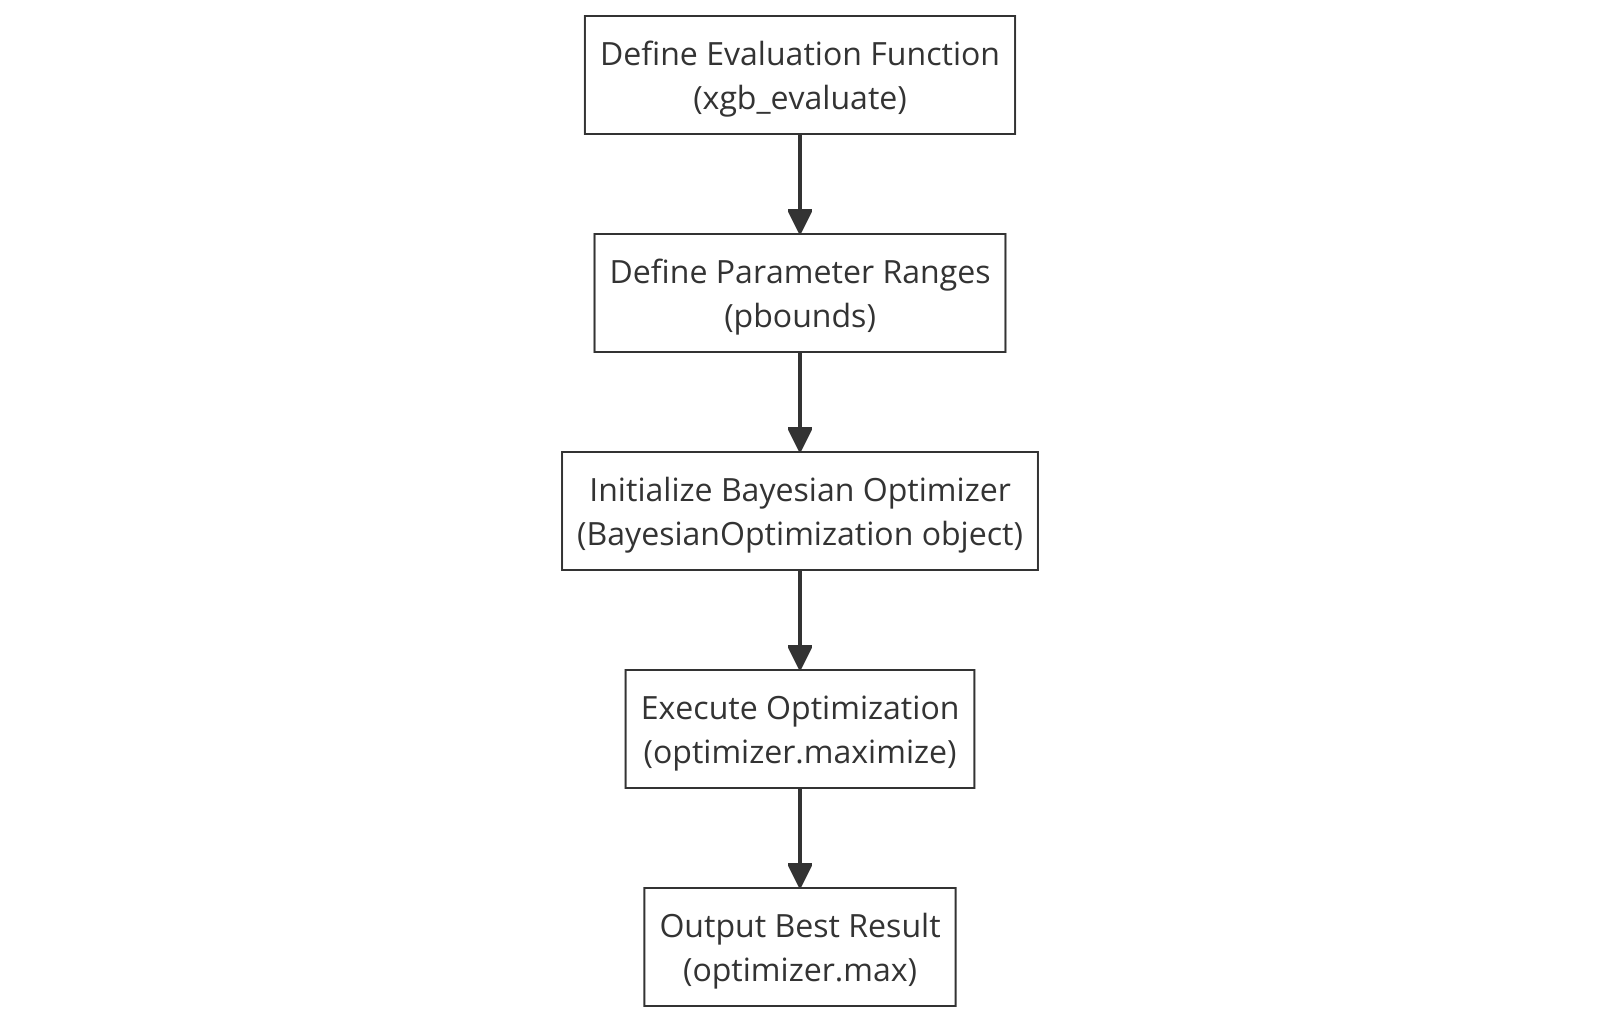 Define Evaluation Function
(xgb_evaluate)
Define Parameter Ranges
(pbounds)
Initialize Bayesian Optimizer
(BayesianOptimization object)
Execute Optimization
(optimizer.maximize)
Output Best Result
(optimizer.max)